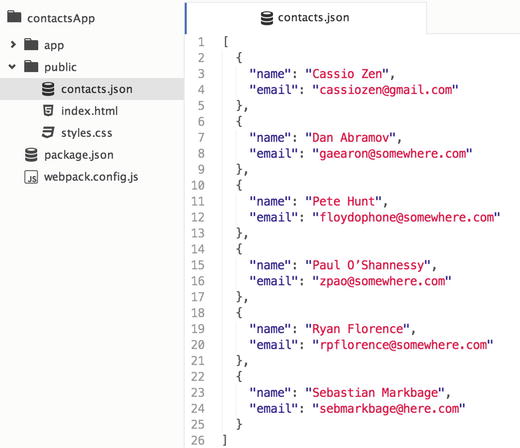 contactsApp
app
public
contacts.json
index.html
styles.css
package.json
JS webpack.config.js
contacts.json
1 [
2 {
3 "name": "Cassio Zen",
4 "email": "cassiozen@gmail.com"
5 },
6 {
7 "name": "Dan Abramov",
8 "email": "gaearon@somewhere.com"
9 },
10 {
11 "name": "Pete Hunt",
12 "email": "floydophone@somewhere.com"
13 },
14 {
15 "name": "Paul O’Shannessy",
16 "email": "zpao@somewhere.com"
17 },
18 {
19 "name": "Ryan Florence",
20 "email": "rpflorence@somewhere.com"
21 },
22 {
23 "name": "Sebastian Markbage",
24 "email": "sebmarkbage@here.com"
25 }
26 ]